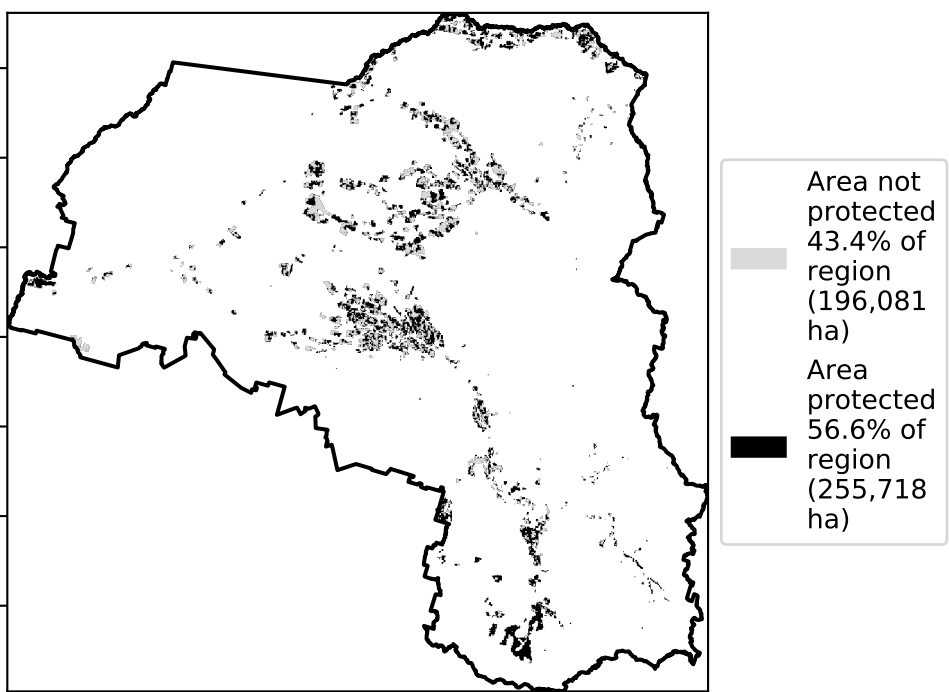 Area not
protected
43.4% of
region
(196,081
ha)
Area
protected
56.6% of
region
(255,718
ha)